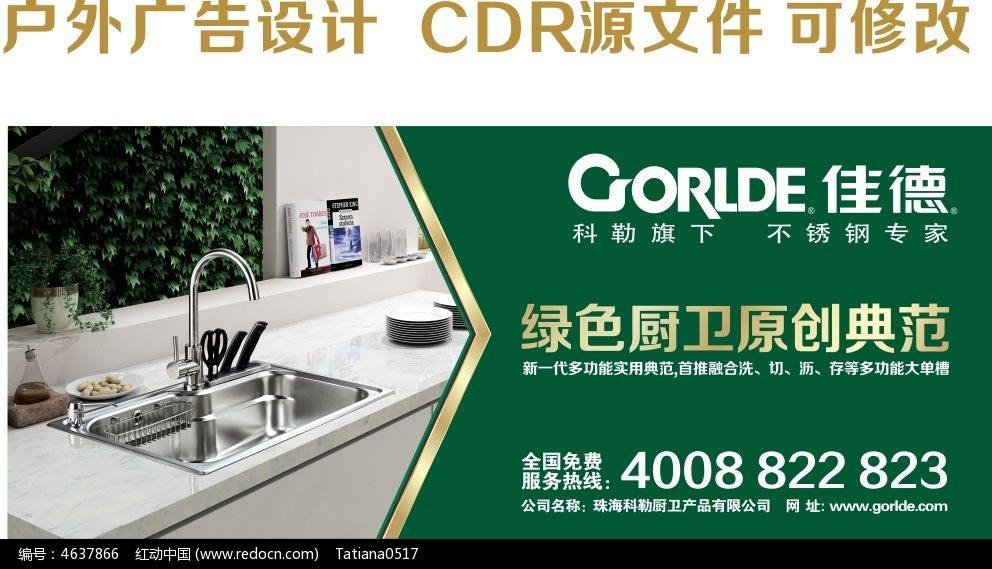 户外广告设计 CDR源文件 可修改
GORLDE® 佳德®
科勒旗下 不锈钢专家
JOSÉ TORRES
STEPHEN KING
绿色厨卫原创典范
新一代多功能实用典范,首推融合洗、切、沥、存等多功能大单槽
全国免费
服务热线: 4008 822 823
公司名称: 珠海科勒厨卫产品有限公司 网 址: www.gorlde.com
编号: 4637866 红动中国 (www.redocn.com) Tatiana0517